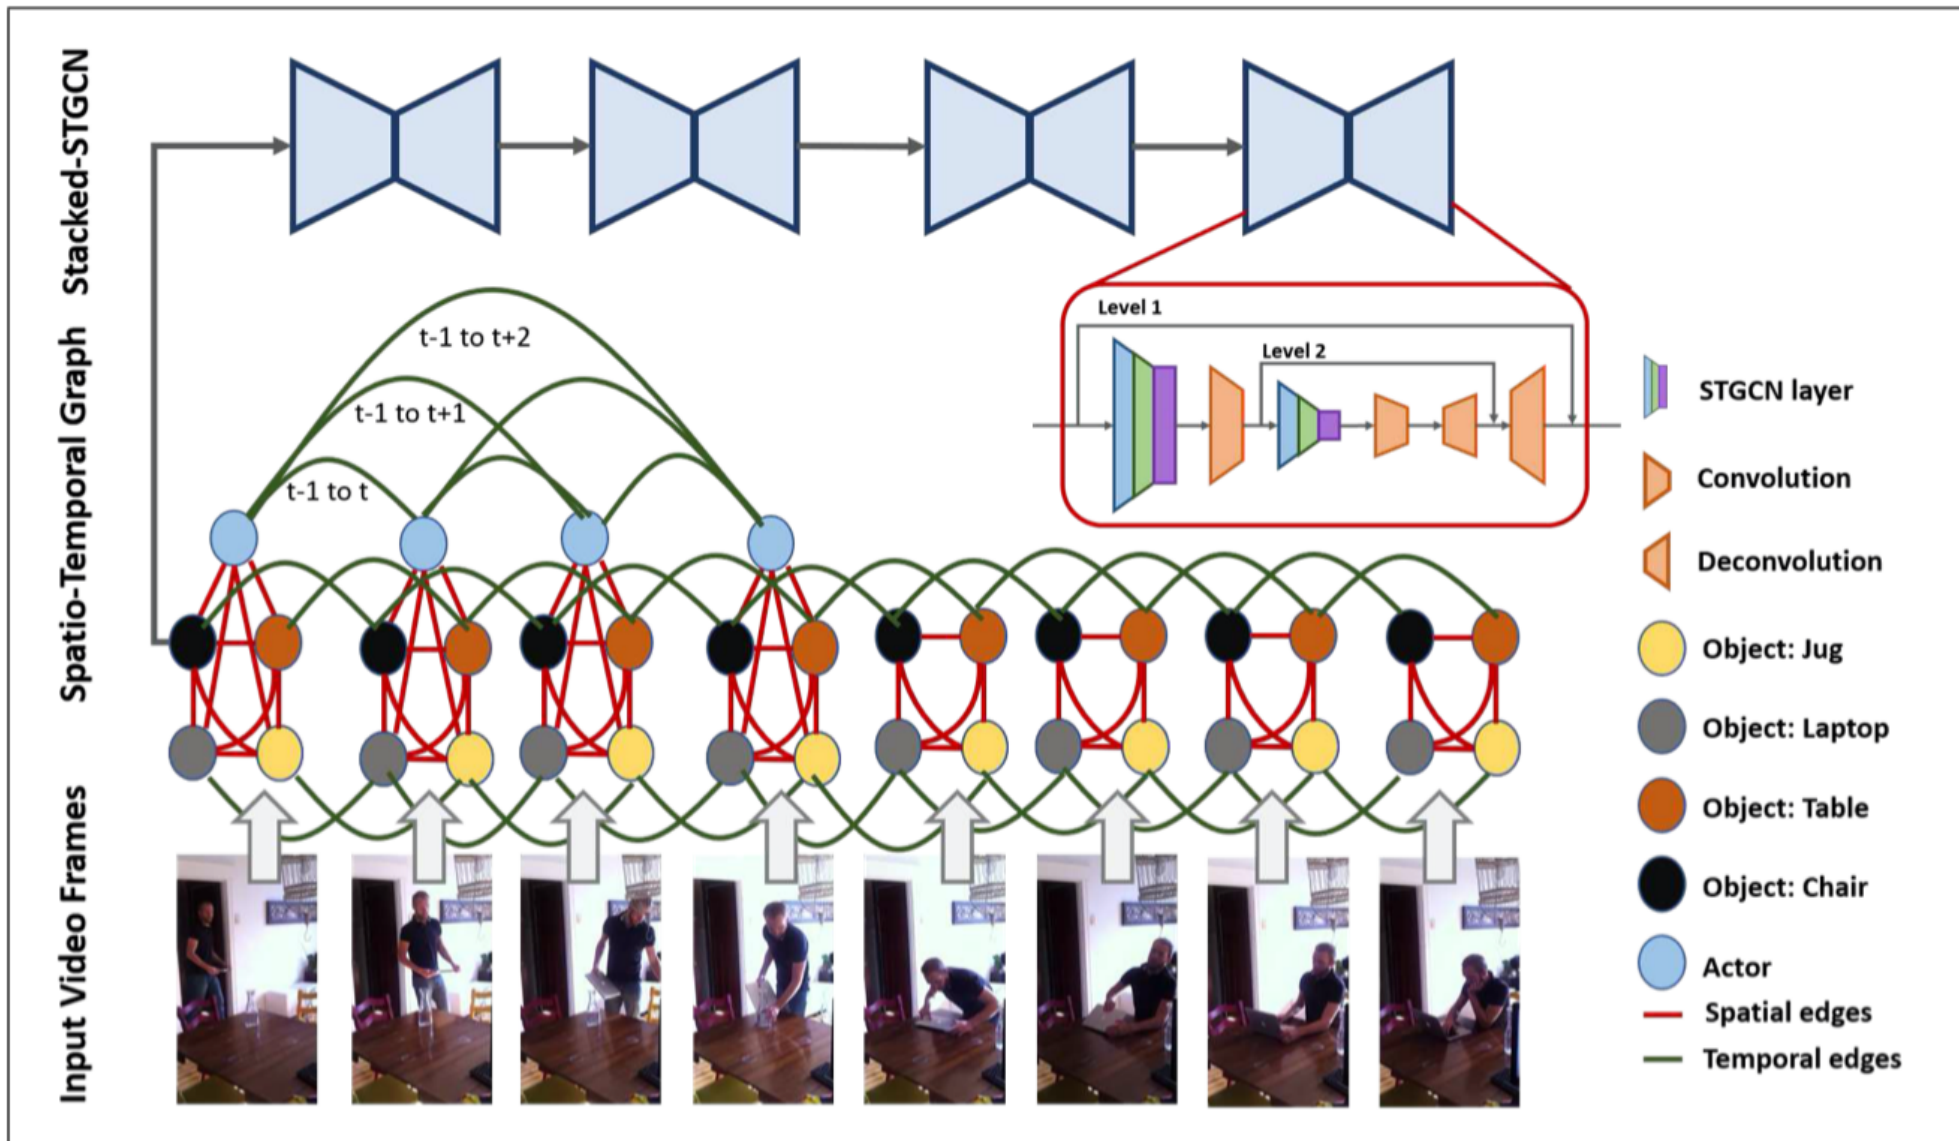 Stacked-STGCN
Spatio-Temporal Graph
Input Video Frames
t-1 to t+2
t-1 to t+1
t-1 to t
Level 1
Level 2
STGCN layer
Convolution
Deconvolution
Object: Jug
Object: Laptop
Object: Table
Object: Chair
Actor
Spatial edges
Temporal edges